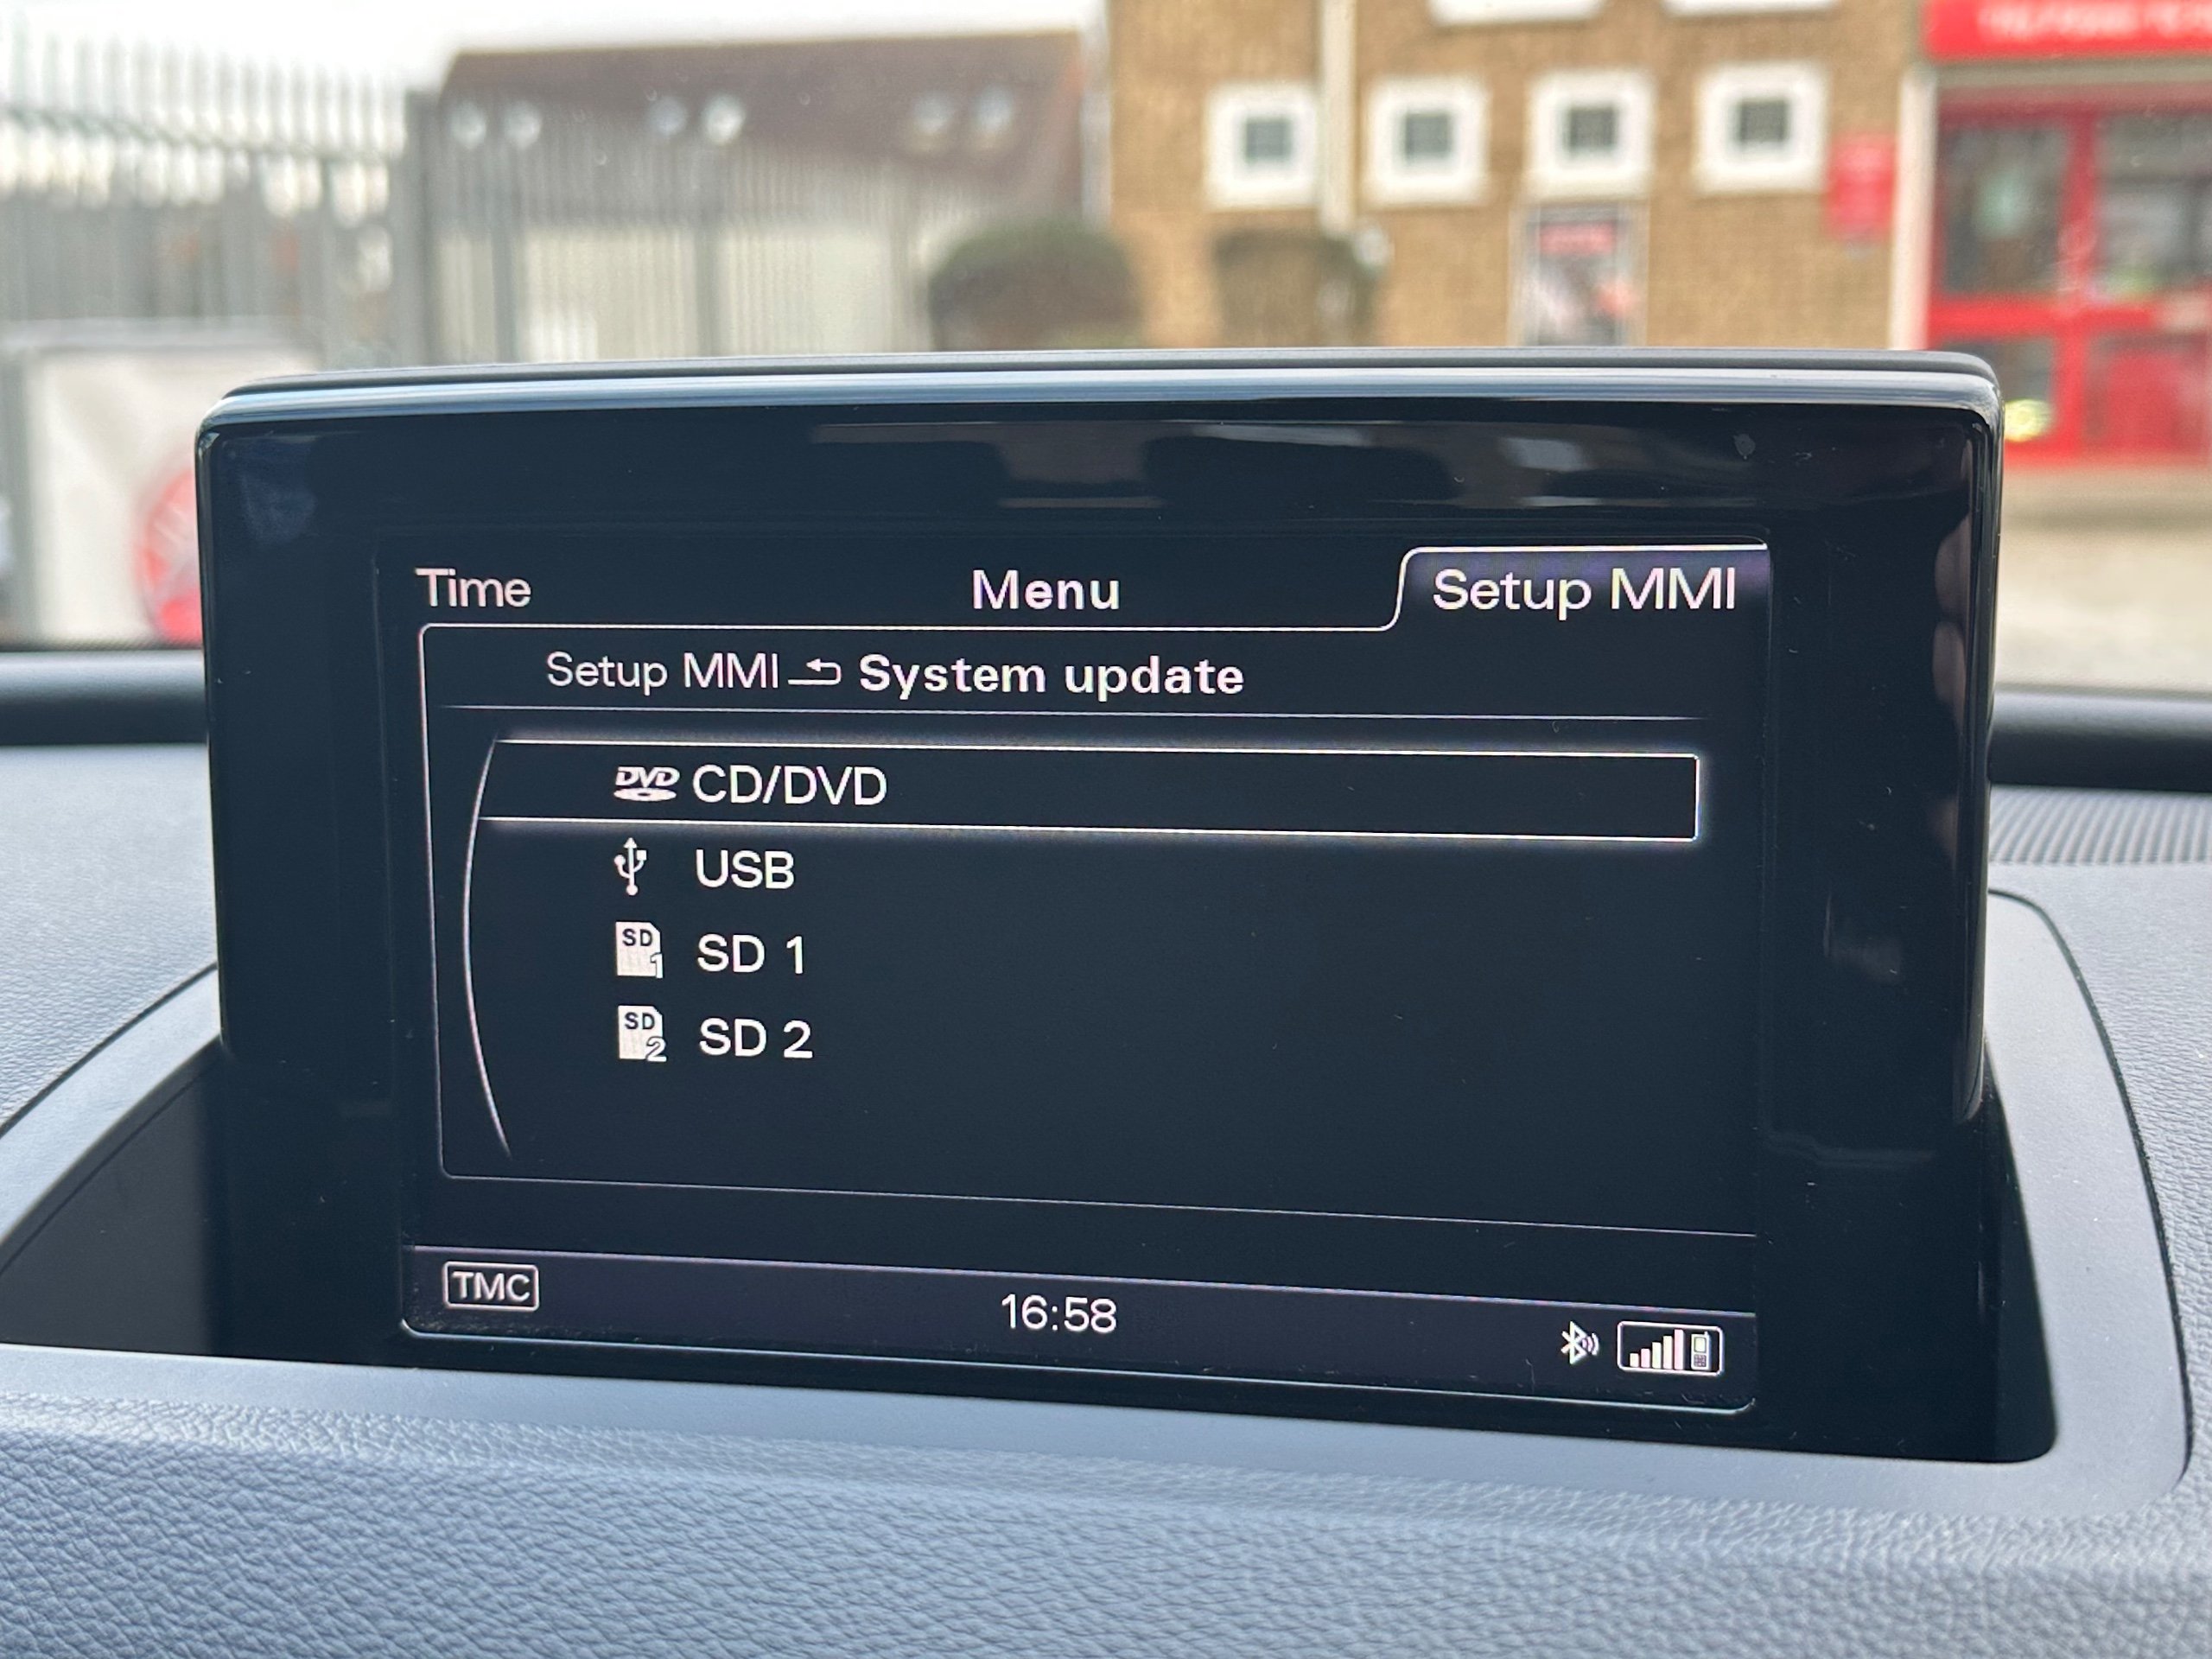 Time Menu Setup MMI
Setup MMI System update
DVD CD/DVD
USB
SD 1 SD 1
SD 2 SD 2
TMC 16:58